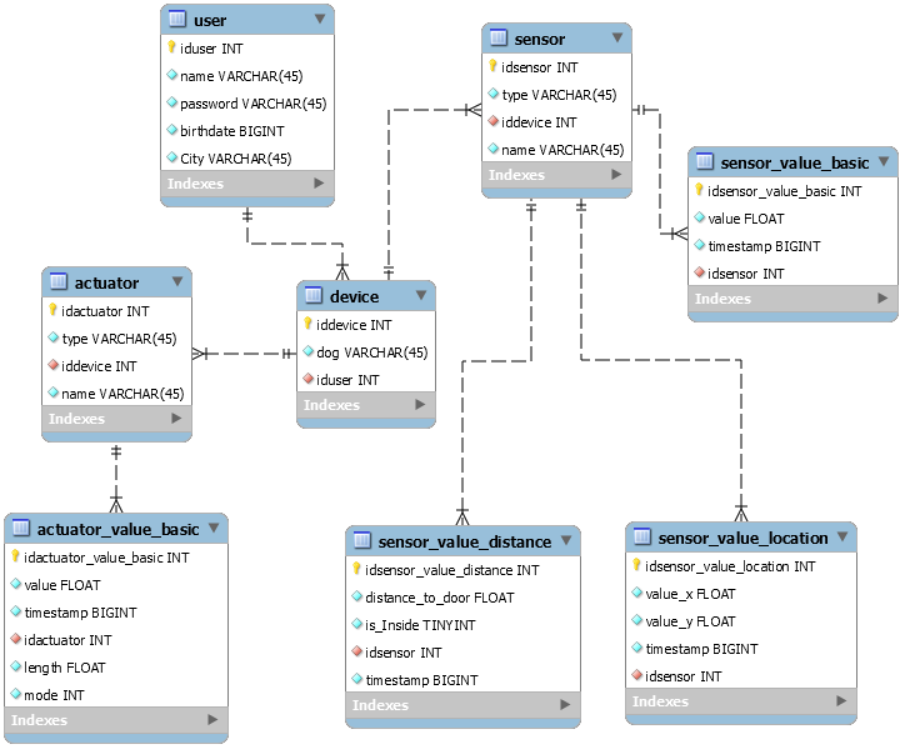 user
iduser INT
name VARCHAR(45)
password VARCHAR(45)
birthdate BIGINT
City VARCHAR(45)
Indexes
sensor
idsensor INT
type VARCHAR(45)
iddevice INT
name VARCHAR(45)
Indexes
sensor_value_basic
idsensor_value_basic INT
value FLOAT
timestamp BIGINT
idsensor INT
Indexes
actuator
idactuator INT
type VARCHAR(45)
iddevice INT
name VARCHAR(45)
Indexes
device
iddevice INT
dog VARCHAR(45)
iduser INT
Indexes
actuator_value_basic
idactuator_value_basic INT
value FLOAT
timestamp BIGINT
idactuator INT
length FLOAT
mode INT
Indexes
sensor_value_distance
idsensor_value_distance INT
distance_to_door FLOAT
is_Inside TINYINT
idsensor INT
timestamp BIGINT
Indexes
sensor_value_location
idsensor_value_location INT
value_x FLOAT
value_y FLOAT
timestamp BIGINT
idsensor INT
Indexes